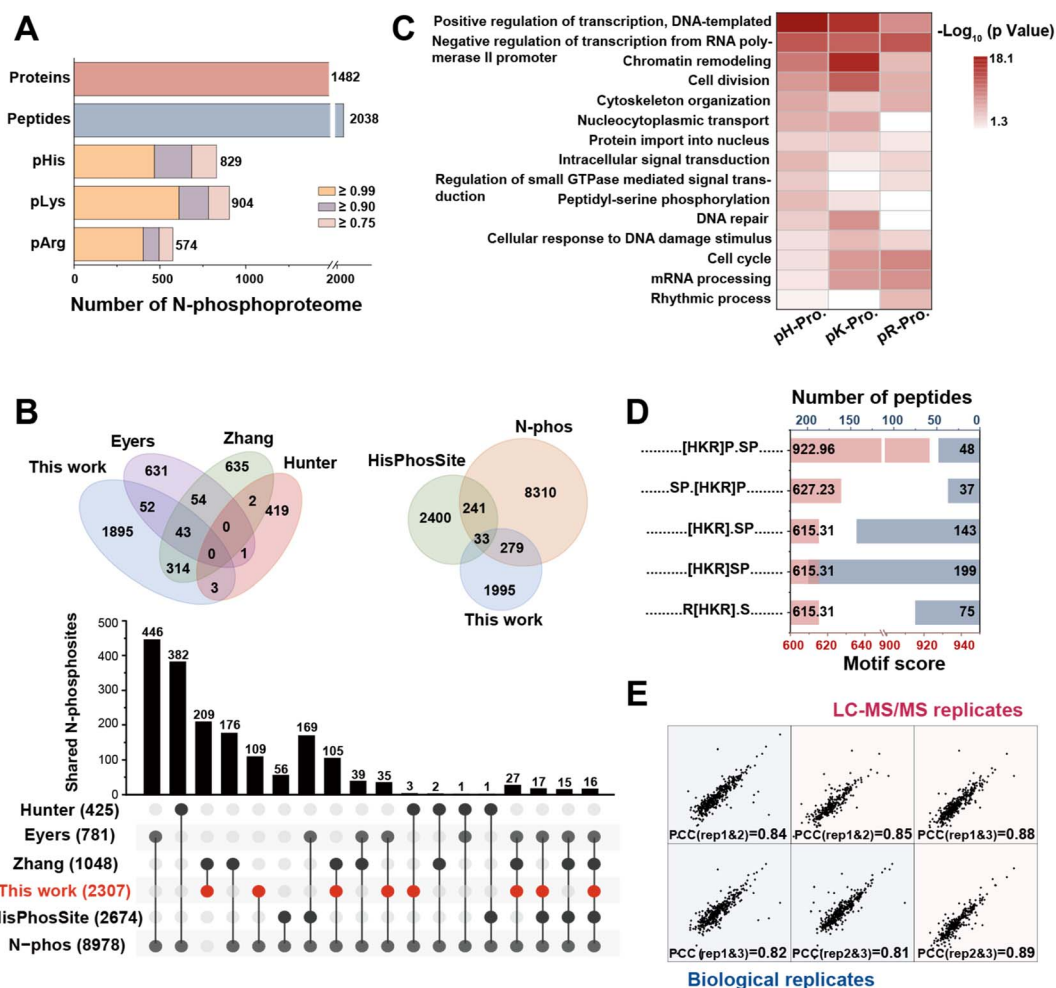 A
Proteins
1482
Peptides
2038
pHis
829
pLys
904
pArg
574
≥ 0.99
≥ 0.90
≥ 0.75
0
500
1000
2000
Number of N-phosphoproteome
C
Positive regulation of transcription, DNA-templated
Negative regulation of transcription from RNA poly-
merase II promoter
Chromatin remodeling
Cell division
Cytoskeleton organization
Nucleocytoplasmic transport
Protein import into nucleus
Intracellular signal transduction
Regulation of small GTPase mediated signal trans-
duction
Peptidyl-serine phosphorylation
DNA repair
Cellular response to DNA damage stimulus
Cell cycle
mRNA processing
Rhythmic process
pH-Pro.
pK-Pro.
pR-Pro.
-Log10 (p Value)
18.1
1.3
B
Eyers
Zhang
This work
Hunter
631
635
1895
52
54
2
419
43
0
0
1
314
3
N-phos
HisPhosSite
8310
2400
241
33
279
1995
This work
Shared N-phosphosites
500
400
300
200
100
0
446
382
209
176
109
56
169
105
39
35
3
2
1
1
27
17
15
16
Hunter (425)
Eyers (781)
Zhang (1048)
This work (2307)
HisPhosSite (2674)
N-phos (8978)
D
Number of peptides
200
150
100
50
0
..........[HKR]P.SP......
922.96
48
......SP.[HKR]P..........
627.23
37
..........[HKR].SP.......
615.31
143
..........[HKR]SP........
615.31
199
.........R[HKR].S........
615.31
75
600
620
640
900
920
940
Motif score
E
LC-MS/MS replicates
PCC(rep1&2)=0.84
PCC(rep1&2)=0.85
PCC(rep1&3)=0.88
PCC(rep1&3)=0.82
PCC(rep2&3)=0.81
PCC(rep2&3)=0.89
Biological replicates